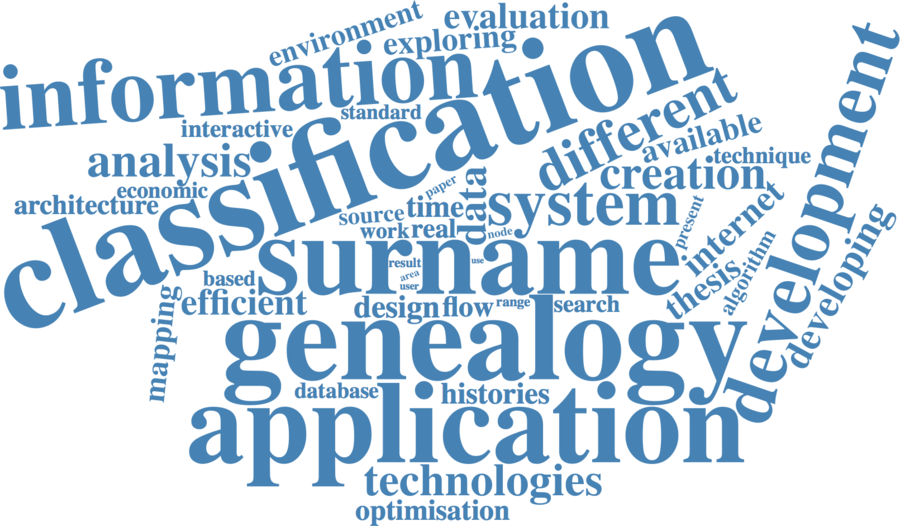 environment
evaluation
exploring
information
classification
standard
interactive
different
development
available
analysis
technique
creation
economic
paper
architecture
data
system
source
time
work
real
node
present
internet
surname
result
use
area
user
based
thesis
algorithm
developing
efficient
mapping
design
flow
range
search
genealogy
database
histories
application
technologies
optimisation